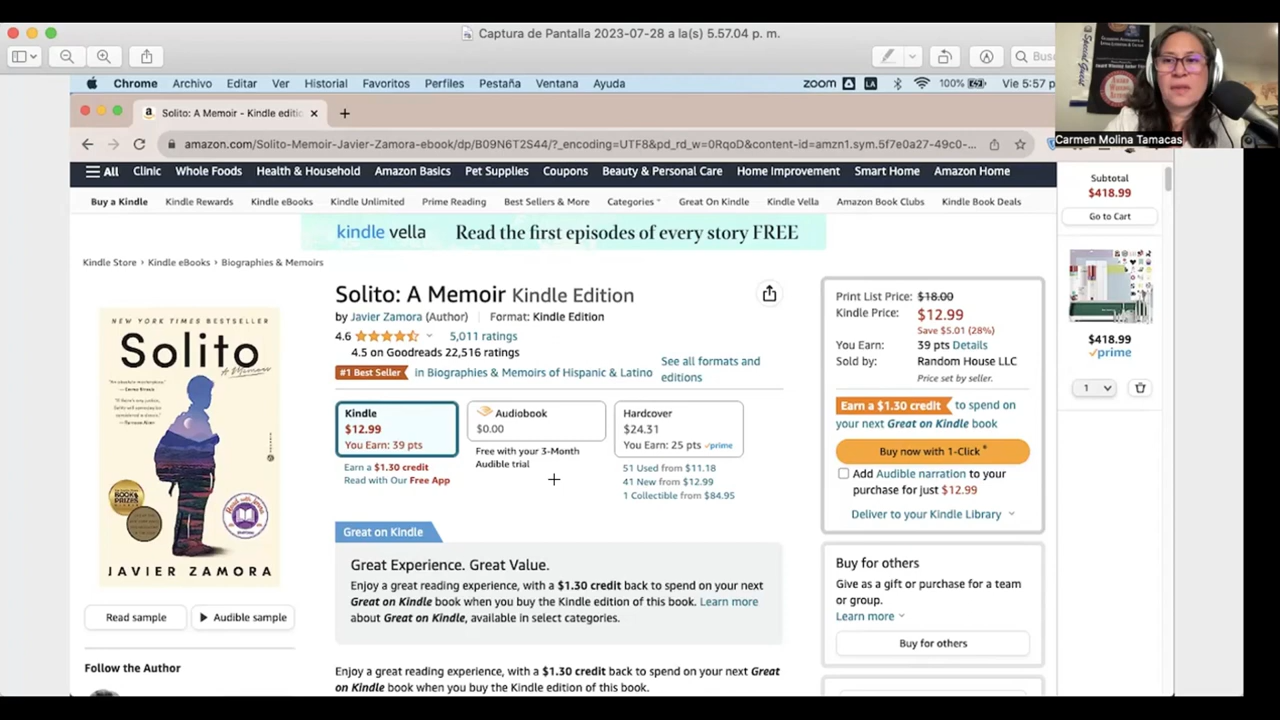 Captura de Pantalla 2023-07-28 a la(s) 5.57.04 p. m.
Chrome Archivo Editar Ver Historial Favoritos Perfiles Pestaña Ventana Ayuda zoom LA 100% Vie 5:57 p
Carmen Molina Tamacas
Solito: A Memoir - Kindle editio
amazon.com/Solito-Memoir-Javier-Zamora-ebook/dp/B09N6T2S44/?_encoding=UTF8&pd_rd_w=0RqoD&content-id=amzn1.sym.5f7e0a27-49c0-...
All Clinic Whole Foods Health & Household Amazon Basics Pet Supplies Coupons Beauty & Personal Care Home Improvement Smart Home Amazon Home
Buy a Kindle Kindle Rewards Kindle eBooks Kindle Unlimited Prime Reading Best Sellers & More Categories Great On Kindle Kindle Vella Amazon Book Clubs Kindle Book Deals
kindle vella Read the first episodes of every story FREE
Kindle Store › Kindle eBooks › Biographies & Memoirs
NEW YORK TIMES BESTSELLER
Solito
A Memoir
JAVIER ZAMORA
Read sample
Audible sample
Follow the Author
Solito: A Memoir Kindle Edition
by Javier Zamora (Author) Format: Kindle Edition
4.6 5,011 ratings
4.5 on Goodreads 22,516 ratings
#1 Best Seller in Biographies & Memoirs of Hispanic & Latino
See all formats and
editions
Kindle
$12.99
You Earn: 39 pts
Earn a $1.30 credit
Read with Our Free App
Audiobook
$0.00
Free with your 3-Month
Audible trial
Hardcover
$24.31
You Earn: 25 pts prime
51 Used from $11.18
41 New from $12.99
1 Collectible from $84.95
Great on Kindle
Great Experience. Great Value.
Enjoy a great reading experience, with a $1.30 credit back to spend on your next
Great on Kindle book when you buy the Kindle edition of this book. Learn more
about Great on Kindle, available in select categories.
Enjoy a great reading experience, with a $1.30 credit back to spend on your next Great
on Kindle book when you buy the Kindle edition of this book.
Print List Price: $18.00
Kindle Price: $12.99
Save $5.01 (28%)
You Earn: 39 pts Details
Sold by: Random House LLC
Price set by seller.
Earn a $1.30 credit to spend on
your next Great on Kindle book
Buy now with 1-Click ®
Add Audible narration to your
purchase for just $12.99
Deliver to your Kindle Library
Buy for others
Give as a gift or purchase for a team
or group.
Learn more
Buy for others
Subtotal
$418.99
Go to Cart
$418.99
prime
1